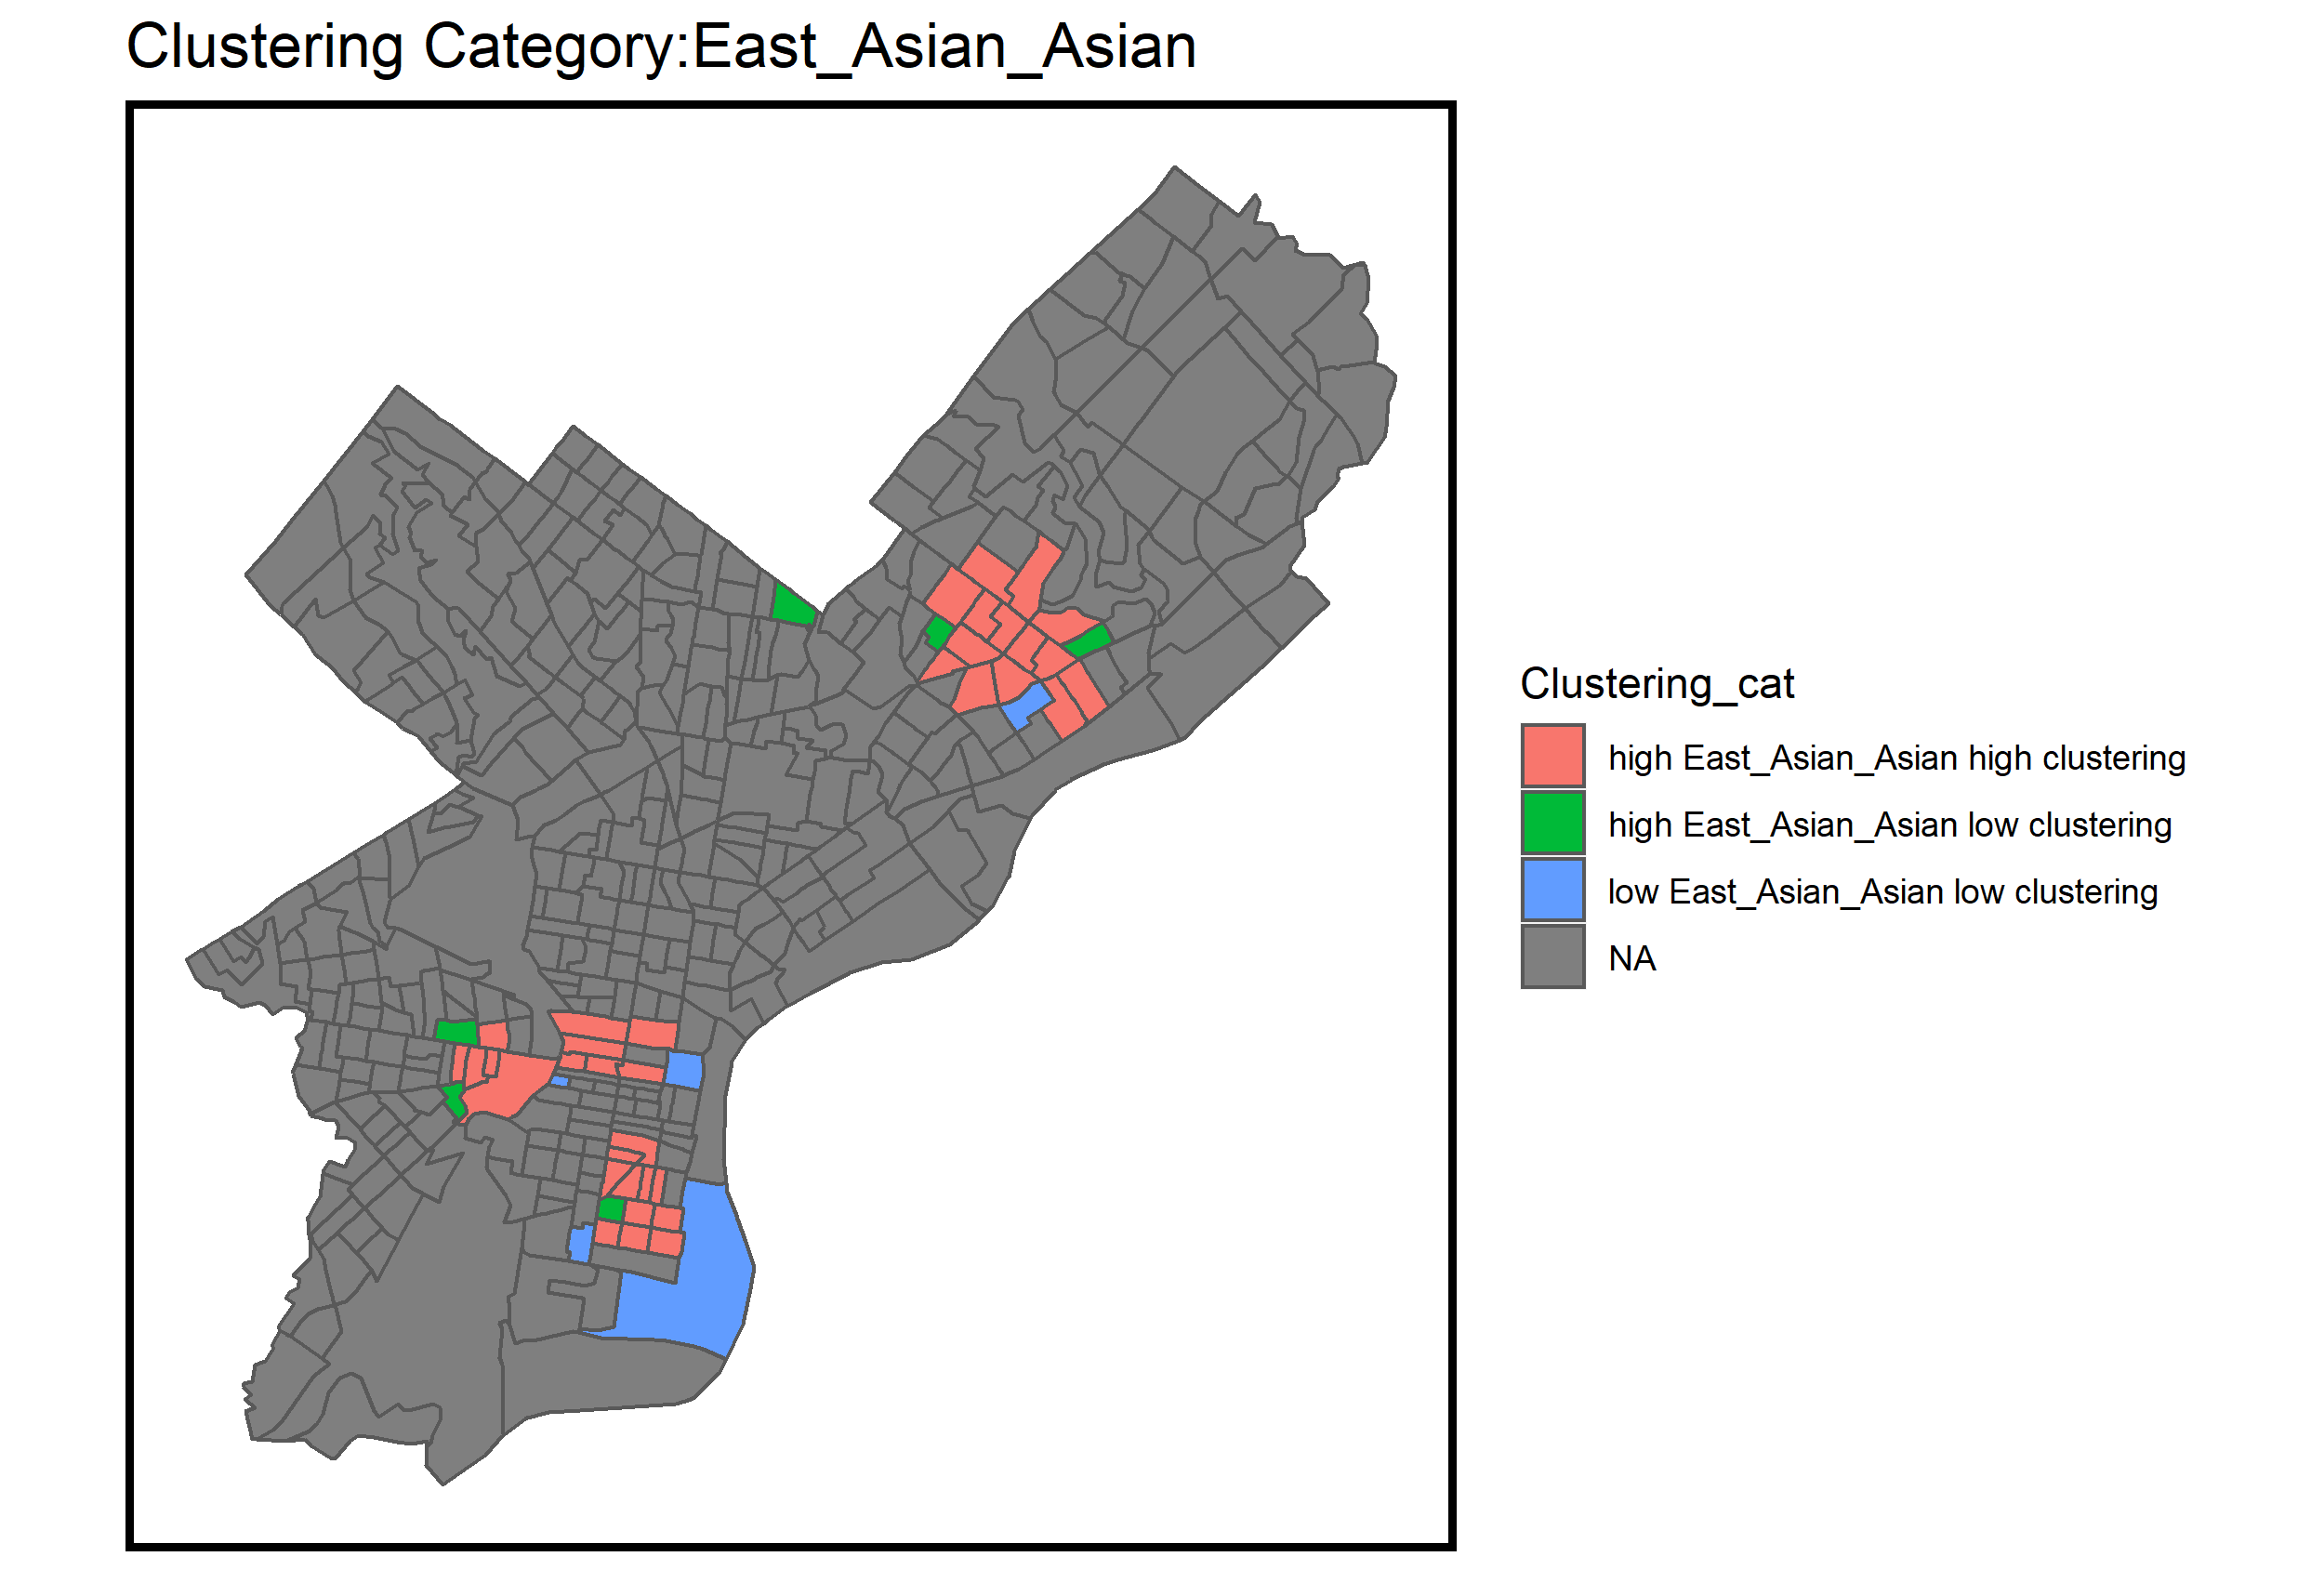 Clustering Category:East_Asian_Asian
Clustering_cat
high East_Asian_Asian high clustering
high East_Asian_Asian low clustering
low East_Asian_Asian low clustering
NA